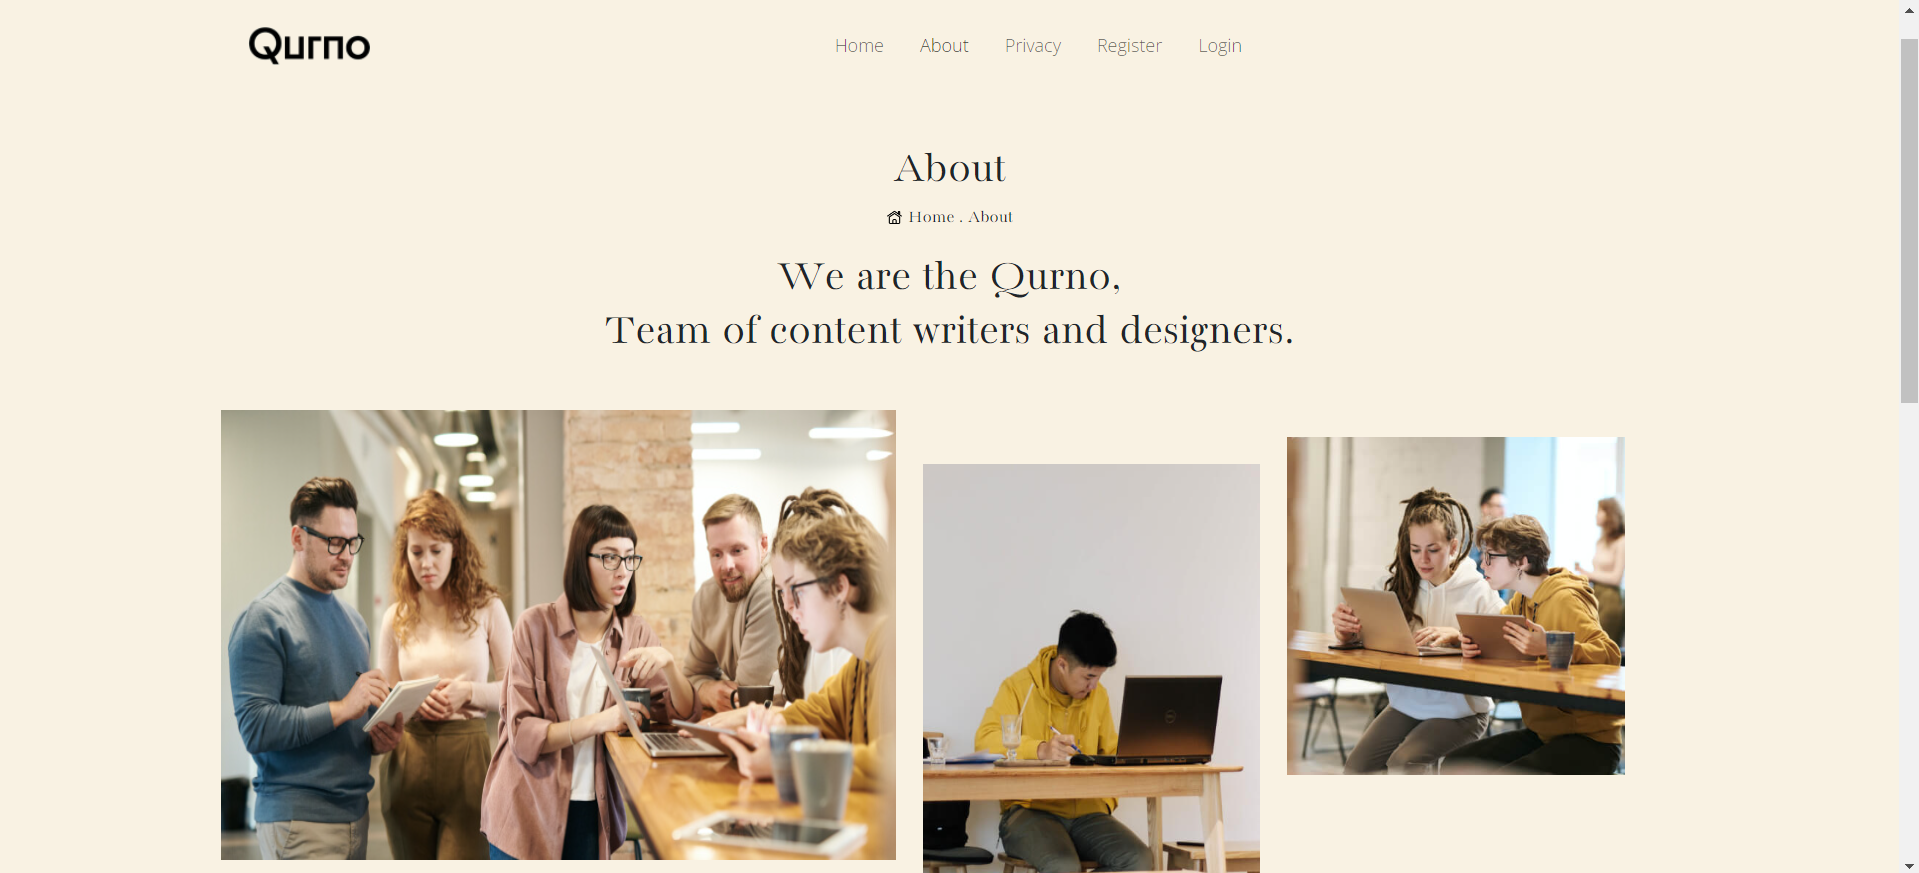 Qurno
Home About Privacy Register Login
About
Home . About
We are the Qurno,
Team of content writers and designers.